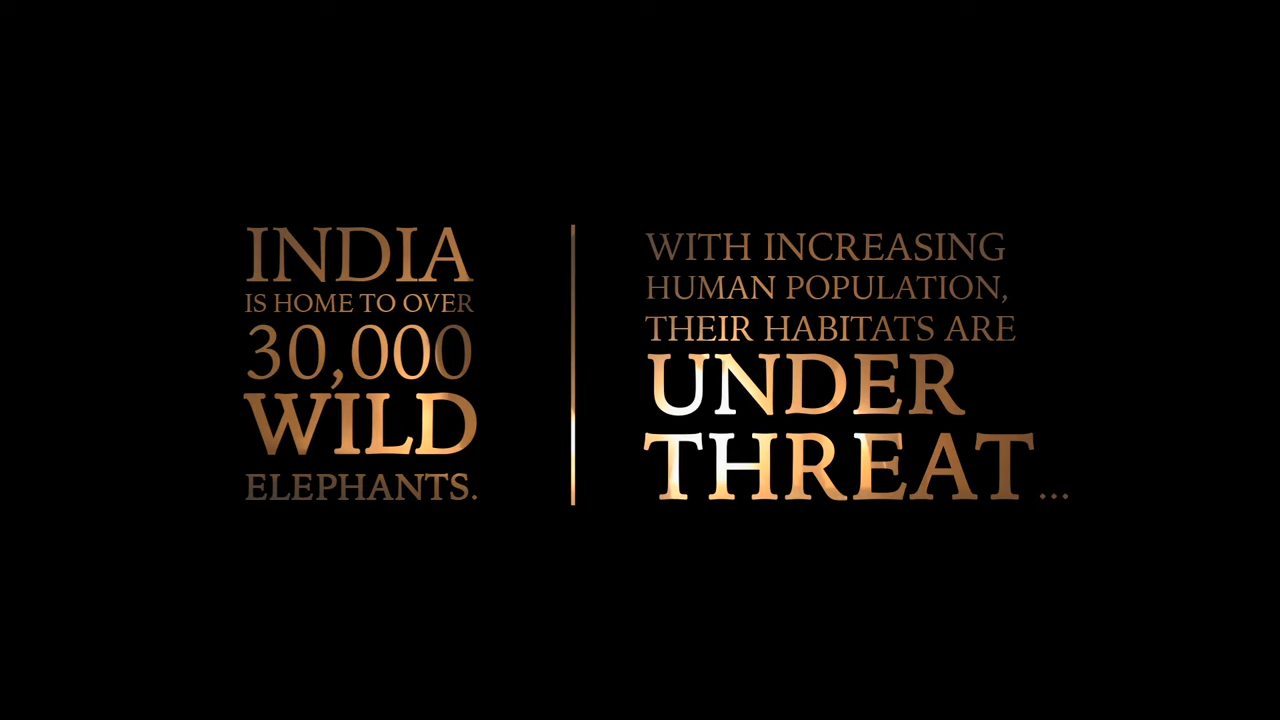 INDIA
IS HOME TO OVER
30,000
WILD
ELEPHANTS.
WITH INCREASING
HUMAN POPULATION,
THEIR HABITATS ARE
UNDER
THREAT...